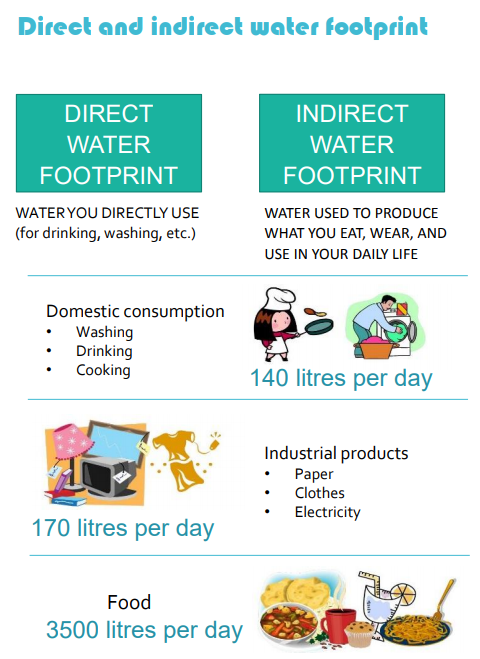 Direct and indirect water footprint
DIRECT
WATER
FOOTPRINT
INDIRECT
WATER
FOOTPRINT
WATER YOU DIRECTLY USE
(for drinking, washing, etc.)
WATER USED TO PRODUCE
WHAT YOU EAT, WEAR, AND
USE IN YOUR DAILY LIFE
Domestic consumption
• Washing
• Drinking
• Cooking
140 litres per day
Industrial products
• Paper
• Clothes
• Electricity
170 litres per day
Food
3500 litres per day